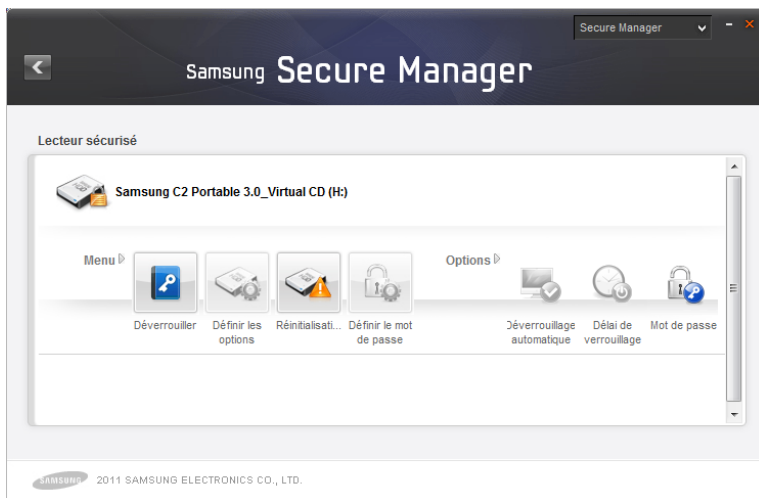 Secure Manager
Samsung Secure Manager
Lecteur sécurisé
Samsung C2 Portable 3.0_Virtual CD (H:)
Menu
Options
Déverrouiller
Définir les
options
Réinitialisati...
Définir le mot
de passe
Déverrouillage
automatique
Délai de
verrouillage
Mot de passe
SAMSUNG 2011 SAMSUNG ELECTRONICS CO., LTD.